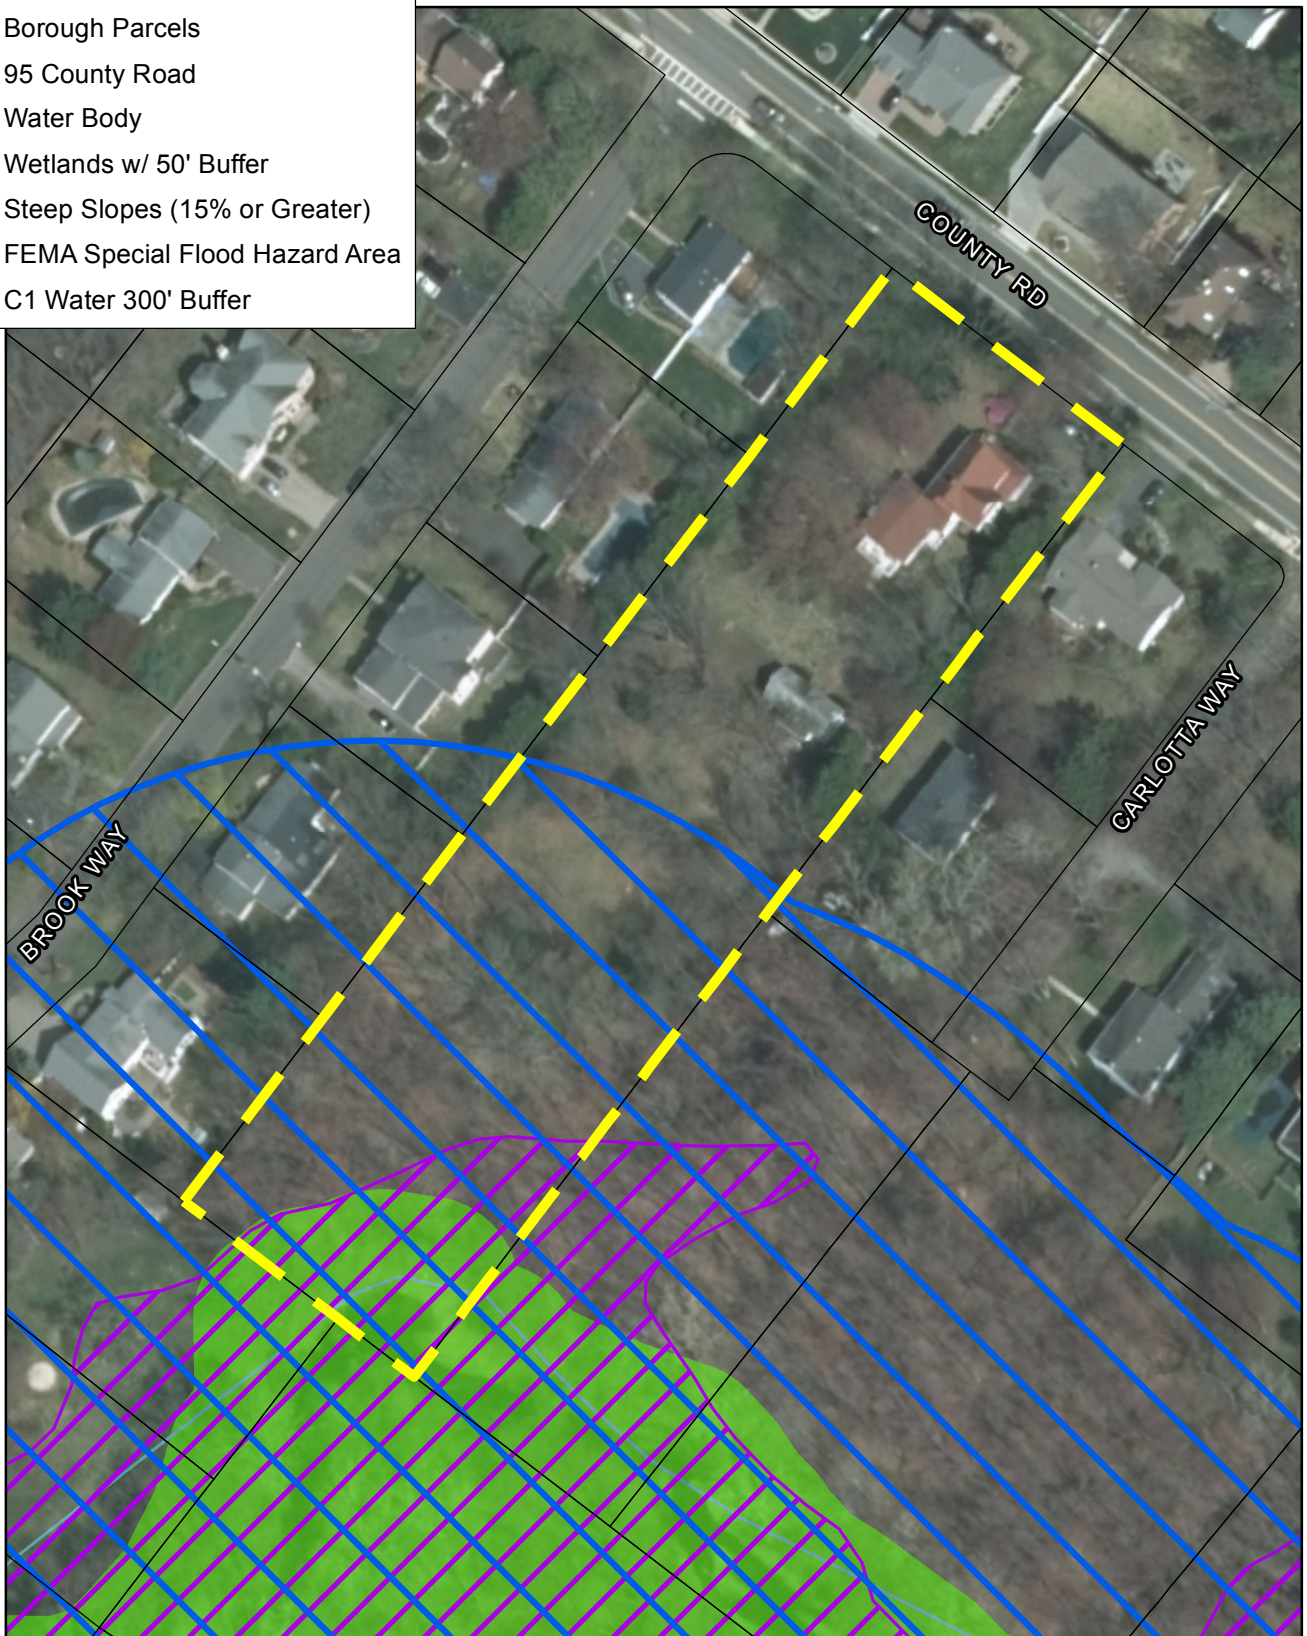 Borough Parcels
95 County Road
Water Body
Wetlands w/ 50' Buffer
Steep Slopes (15% or Greater)
FEMA Special Flood Hazard Area
C1 Water 300' Buffer
COUNTY RD
CARLOTTA WAY
BROOK WAY